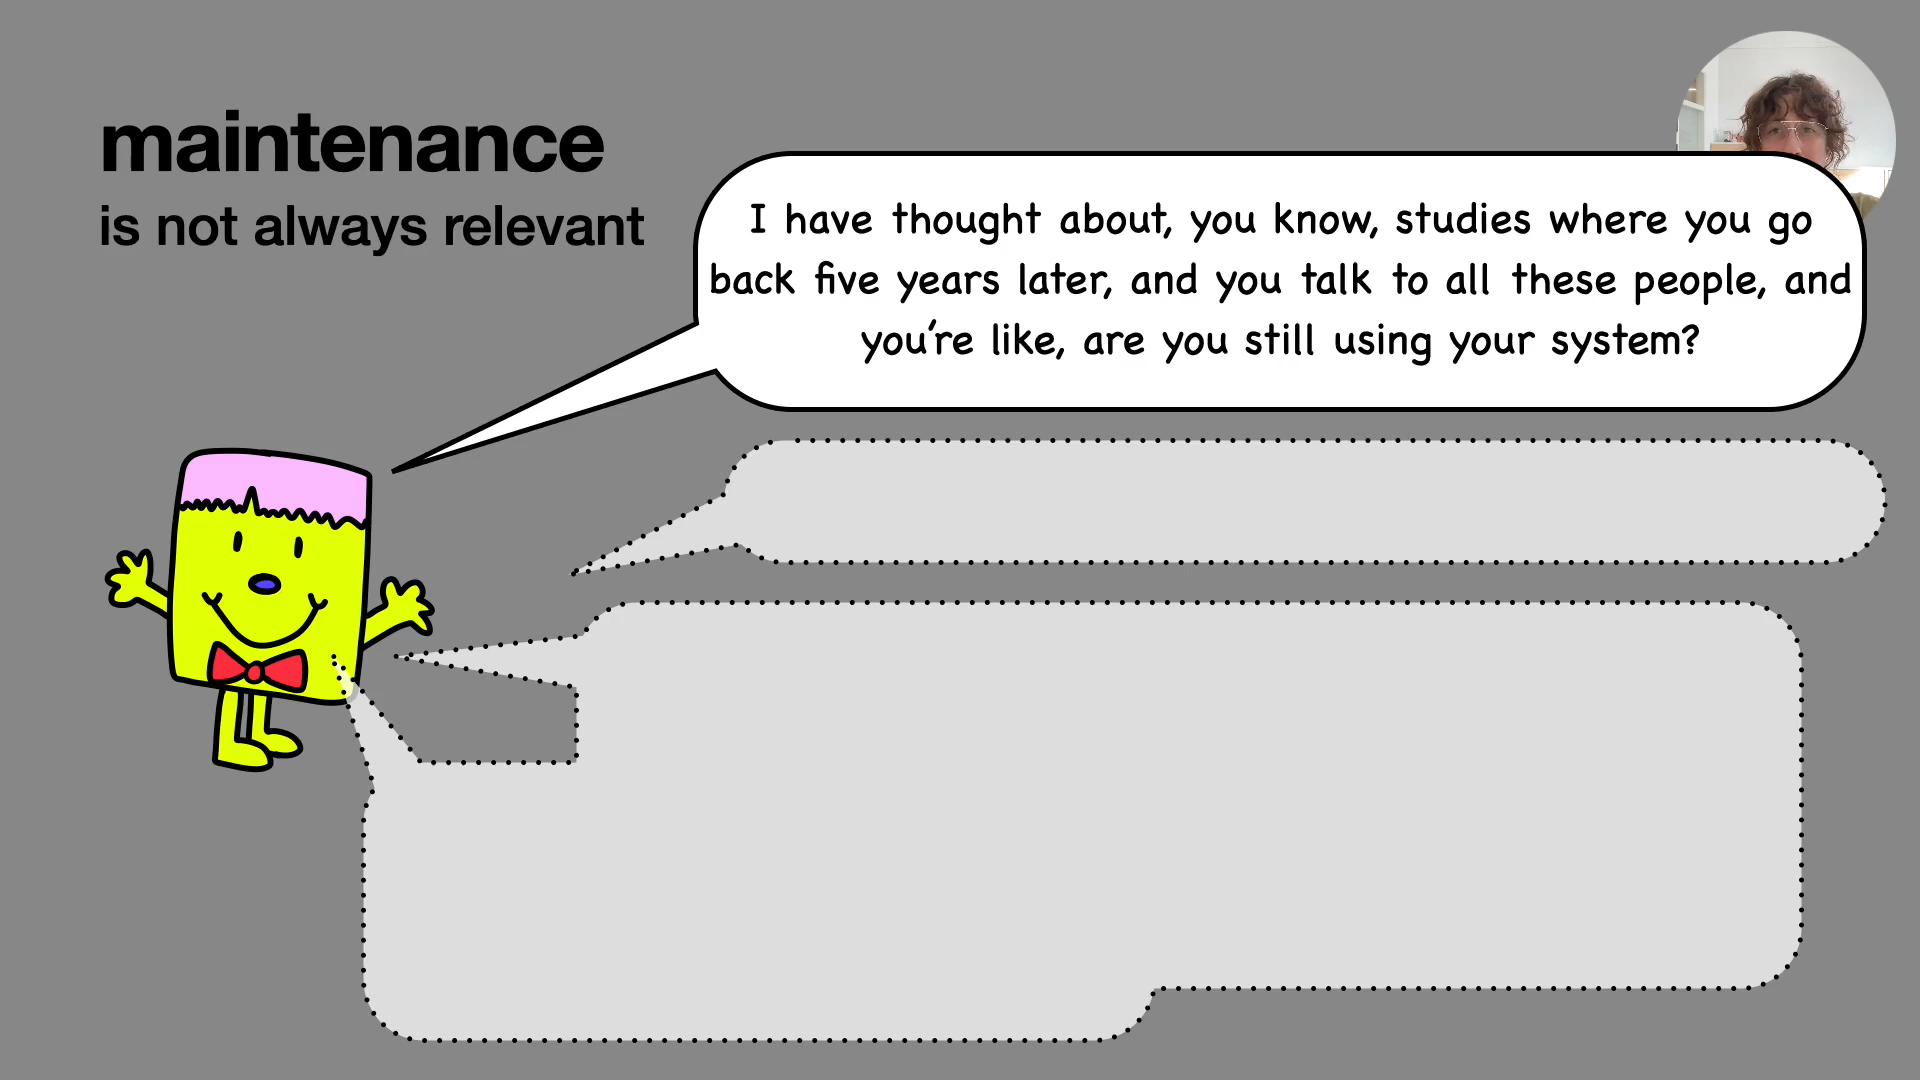 maintenance
is not always relevant
I have thought about, you know, studies where you go
back five years later, and you talk to all these people, and
you're like, are you still using your system?